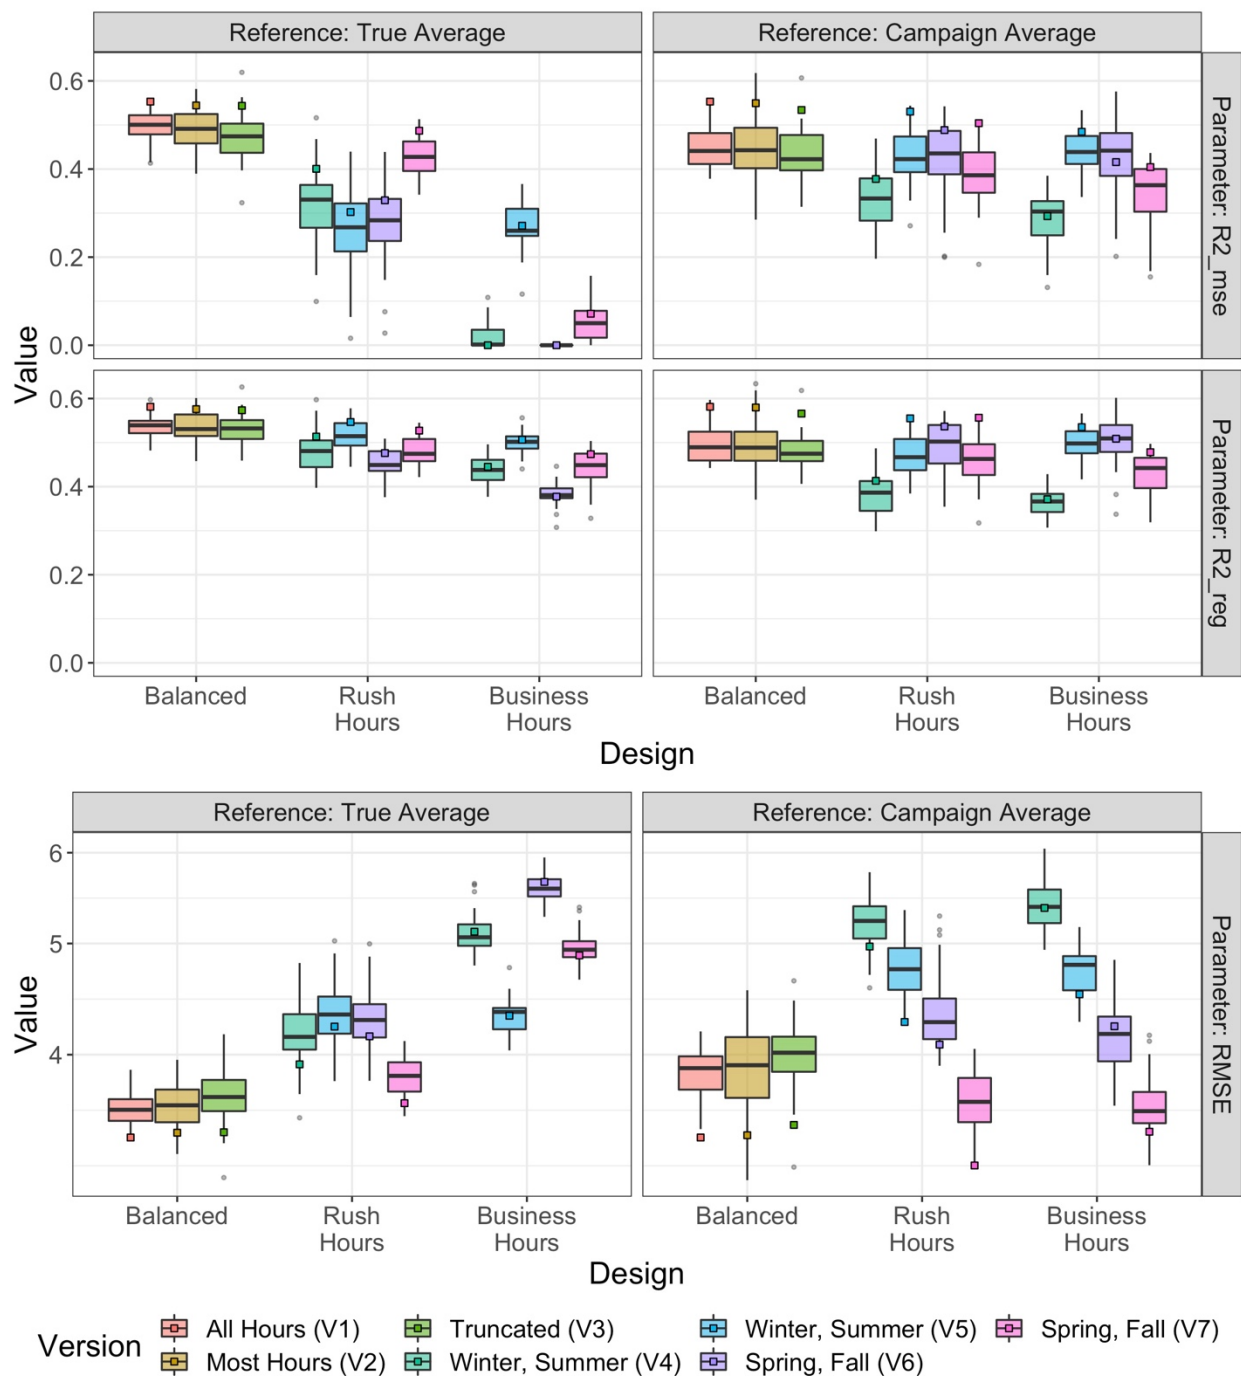 Reference: True Average
Reference: Campaign Average
0.6
0.4
0.2
0.0
Parameter: R2_mse
Value
0.6
0.4
0.2
0.0
Parameter: R2_reg
Balanced
Rush
Hours
Business
Hours
Balanced
Rush
Hours
Business
Hours
Design
Reference: True Average
Reference: Campaign Average
6
5
4
Value
Parameter: RMSE
Balanced
Rush
Hours
Business
Hours
Balanced
Rush
Hours
Business
Hours
Design
Version
All Hours (V1)
Truncated (V3)
Winter, Summer (V5)
Spring, Fall (V7)
Most Hours (V2)
Winter, Summer (V4)
Spring, Fall (V6)